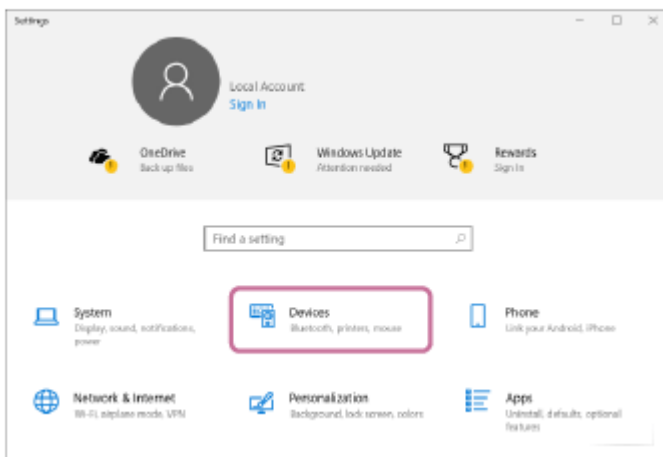 Settings
Local Account
Sign In
OneDrive
Back up files
Windows Update
Attention needed
Rewards
Sign In
Find a setting
System
Display, sound, notifications,
power
Devices
Bluetooth, printers, mouse
Phone
Link your Android, iPhone
Network & Internet
Wi-Fi, airplane mode, VPN
Personalization
Background, lock screen, colors
Apps
Uninstall, defaults, optional
features